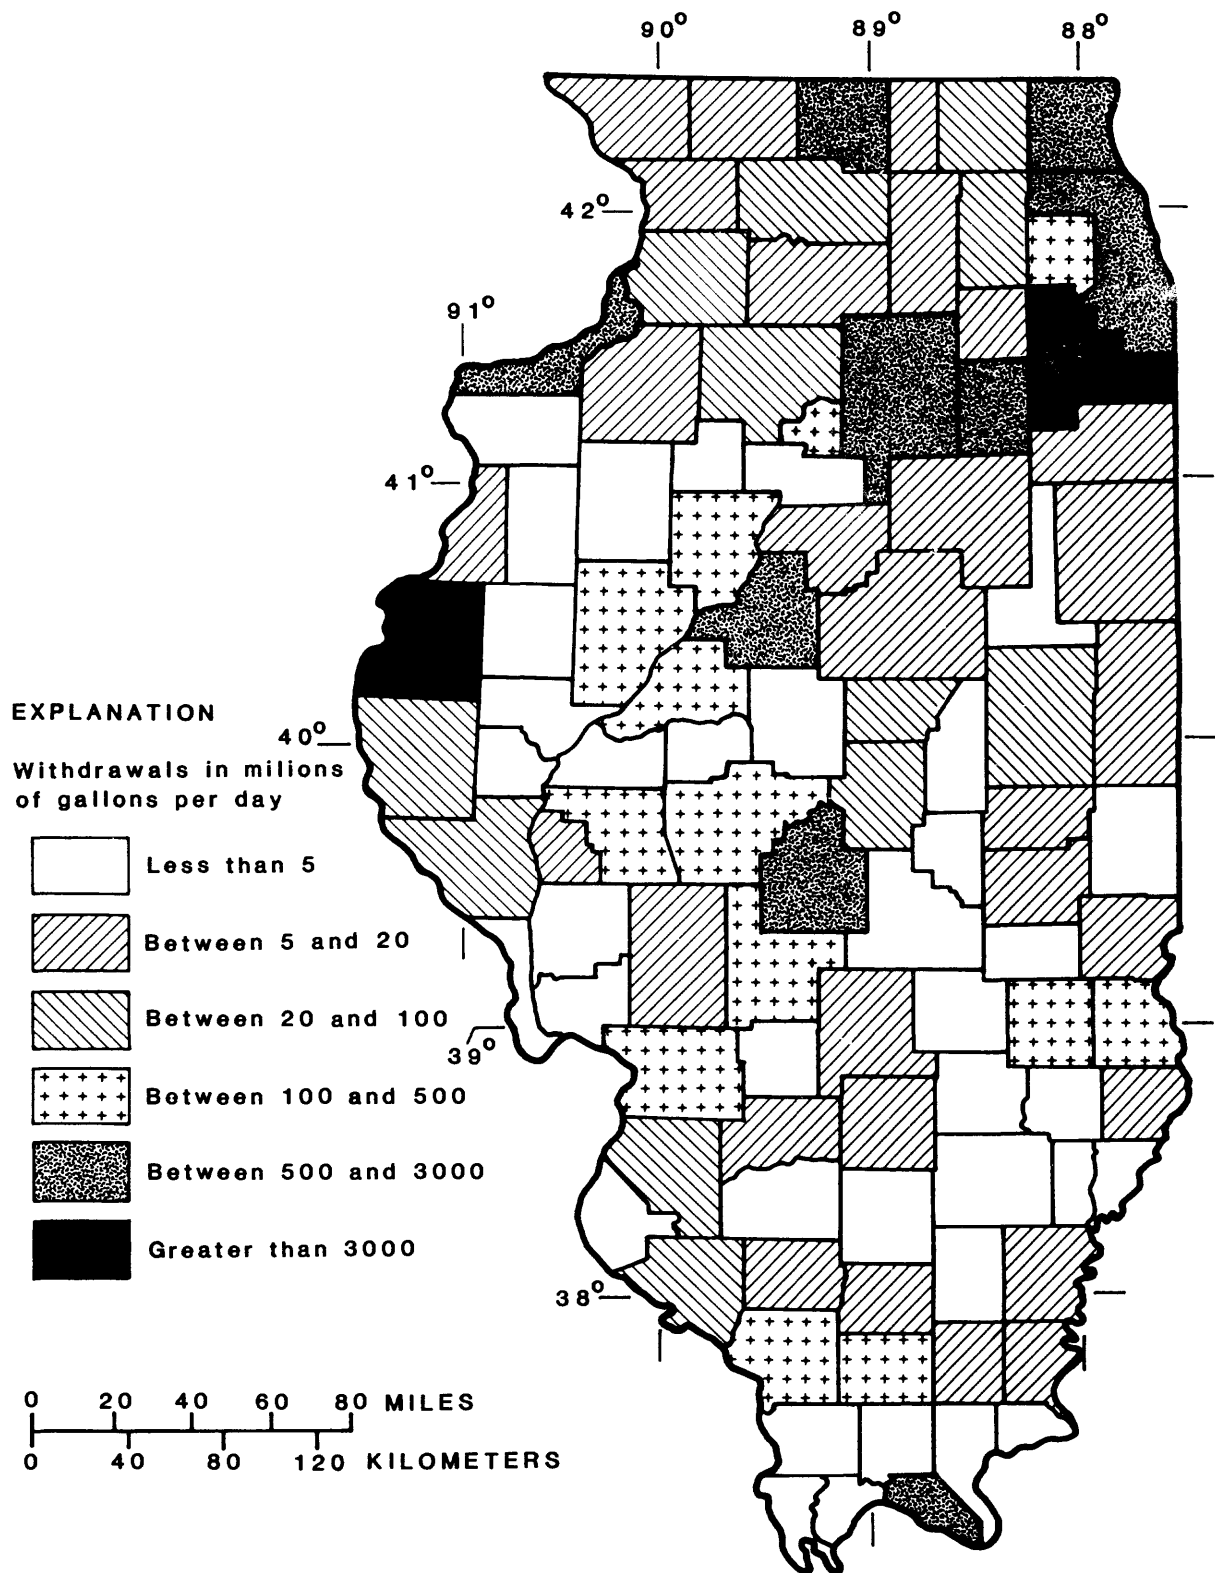 90° 89° 88°
42°
91°
41°
EXPLANATION
40°
Withdrawals in milions
of gallons per day
Less than 5
Between 5 and 20
Between 20 and 100
39°
Between 100 and 500
Between 500 and 3000
Greater than 3000
38°
0 20 40 60 80 MILES
0 40 80 120 KILOMETERS